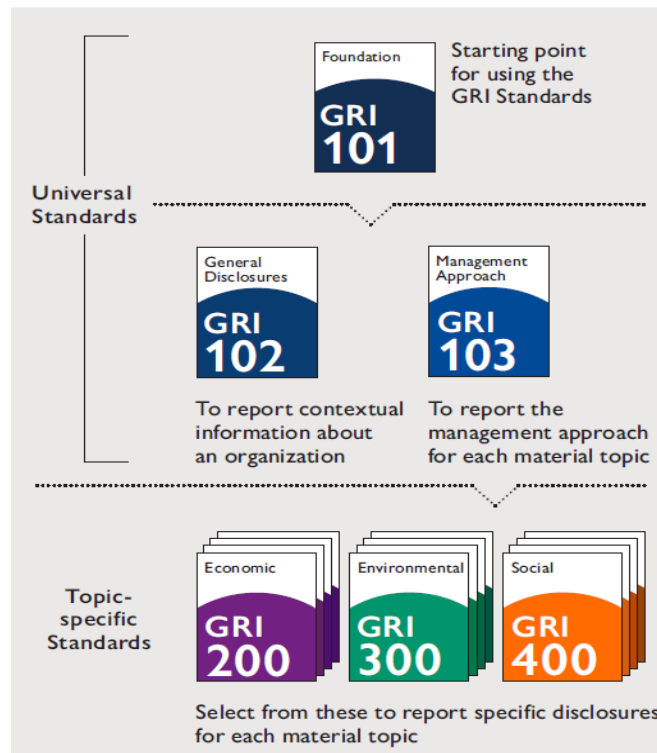 Foundation
GRI
101
Starting point
for using the
GRI Standards
Universal
Standards
General
Disclosures
GRI
102
Management
Approach
GRI
103
To report contextual
information about
an organization
To report the
management approach
for each material topic
Topic-
specific
Standards
Economic
GRI
200
Environmental
GRI
300
Social
GRI
400
Select from these to report specific disclosures
for each material topic